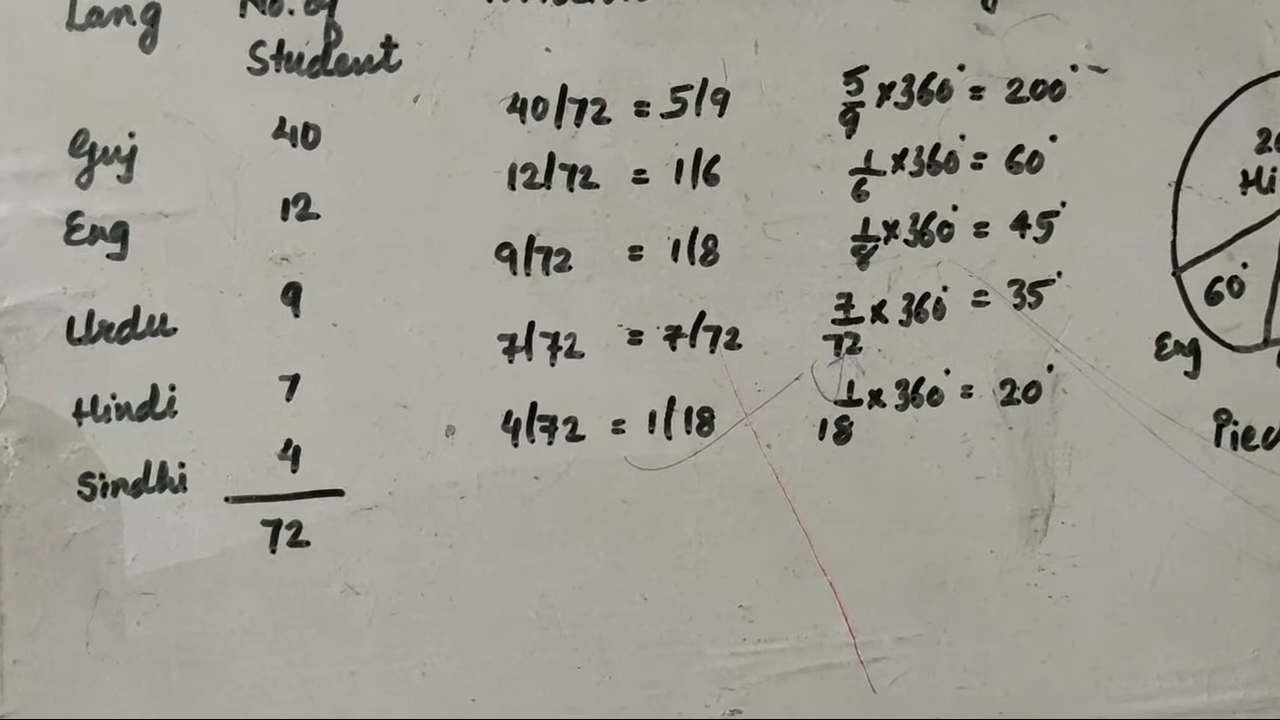 Lang No. of
Student
Guj 40 40/72 = 5/9 5/9 × 360° = 200°
Eng 12 12/72 = 1/6 1/6 × 360° = 60°
Urdu 9 9/72 = 1/8 1/8 × 360° = 45°
Hindi 7 7/72 = 7/72 7/72 × 360° = 35°
Sindhi 4 4/72 = 1/18 1/18 × 360° = 20°
72
60°
Eng